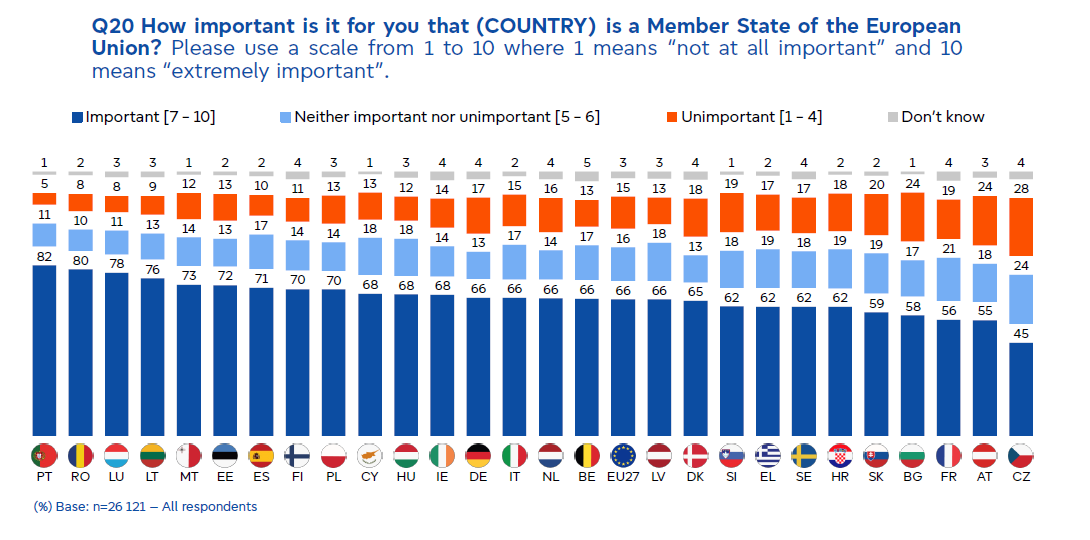 Q20 How important is it for you that (COUNTRY) is a Member State of the European
Union? Please use a scale from 1 to 10 where 1 means “not at all important” and 10
means “extremely important”.
Important [7 – 10] Neither important nor unimportant [5 – 6] Unimportant [1 – 4] Don’t know
1 2 3 3 1 2 2 4 3 1 3 4 4 2 4 5 3 3 4 1 2 4 2 2 1 4 3 4
5 8 8 9 12 13 10 11 13 13 12 14 17 15 16 13 15 13 18 19 17 17 18 20 24 19 24 28
11 10 11 13 14 13 17 14 14 18 18 14 13 17 14 17 16 18 13 18 19 18 19 19 17 21 18 24
82 80 78 76 73 72 71 70 70 68 68 68 66 66 66 66 66 66 65 62 62 62 62 59 58 56 55 45
PT RO LU LT MT EE ES FI PL CY HU IE DE IT NL BE EU27 LV DK SI EL SE HR SK BG FR AT CZ
(%) Base: n=26 121 – All respondents